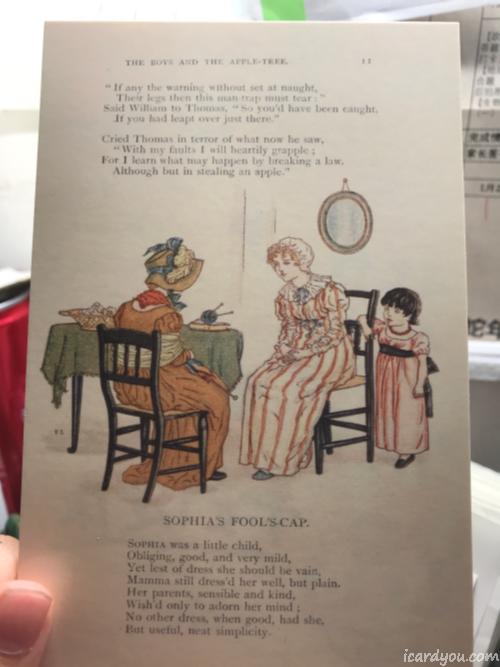 THE BOYS AND THE APPLE-TREE. 11
"If any the warning without set at naught,
Their legs then this man-trap must tear:"
Said William to Thomas, "So you'd have been caught,
If you had leapt over just there."
Cried Thomas in terror of what now he saw,
"With my faults I will heartily grapple;
For I learn what may happen by breaking a law,
Although but in stealing an apple."
SOPHIA'S FOOL'S-CAP.
SOPHIA was a little child,
Obliging, good, and very mild,
Yet lest of dress she should be vain,
Mamma still dress'd her well, but plain.
Her parents, sensible and kind,
Wish'd only to adorn her mind;
No other dress, when good, had she,
But useful, neat simplicity.
icardyou.com